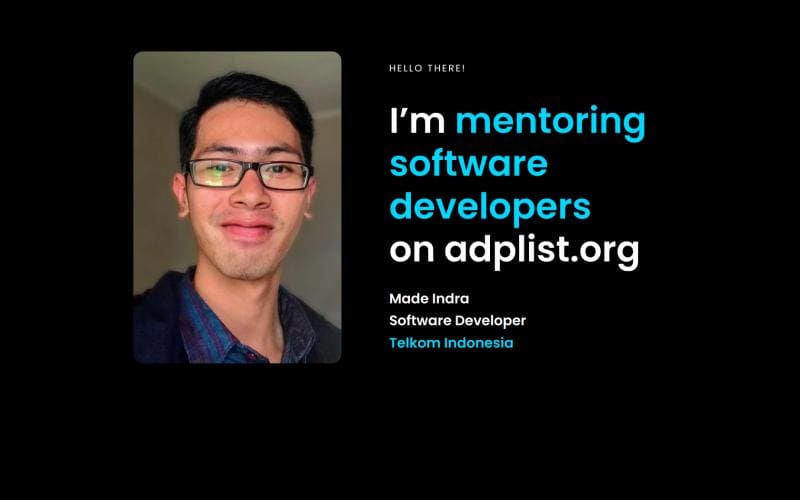 HELLO THERE!
I’m mentoring
software
developers
on adplist.org
Made Indra
Software Developer
Telkom Indonesia